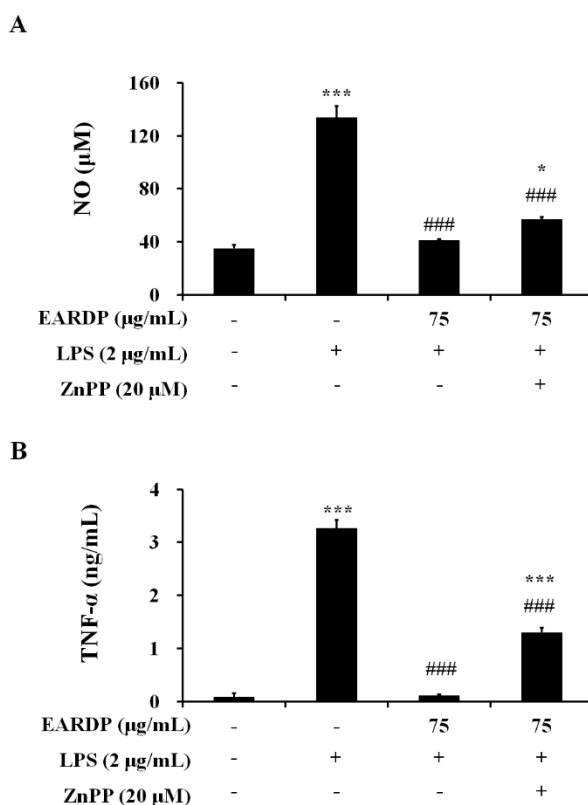 A
160
***
120
NO (μM)
80
*
###
###
40
0
EARDP (μg/mL) - - 75 75
LPS (2 μg/mL) - + + +
ZnPP (20 μM) - - - +
B
4
***
3
TNF-α (ng/mL)
2
***
###
1
###
0
EARDP (μg/mL) - - 75 75
LPS (2 μg/mL) - + + +
ZnPP (20 μM) - - - +